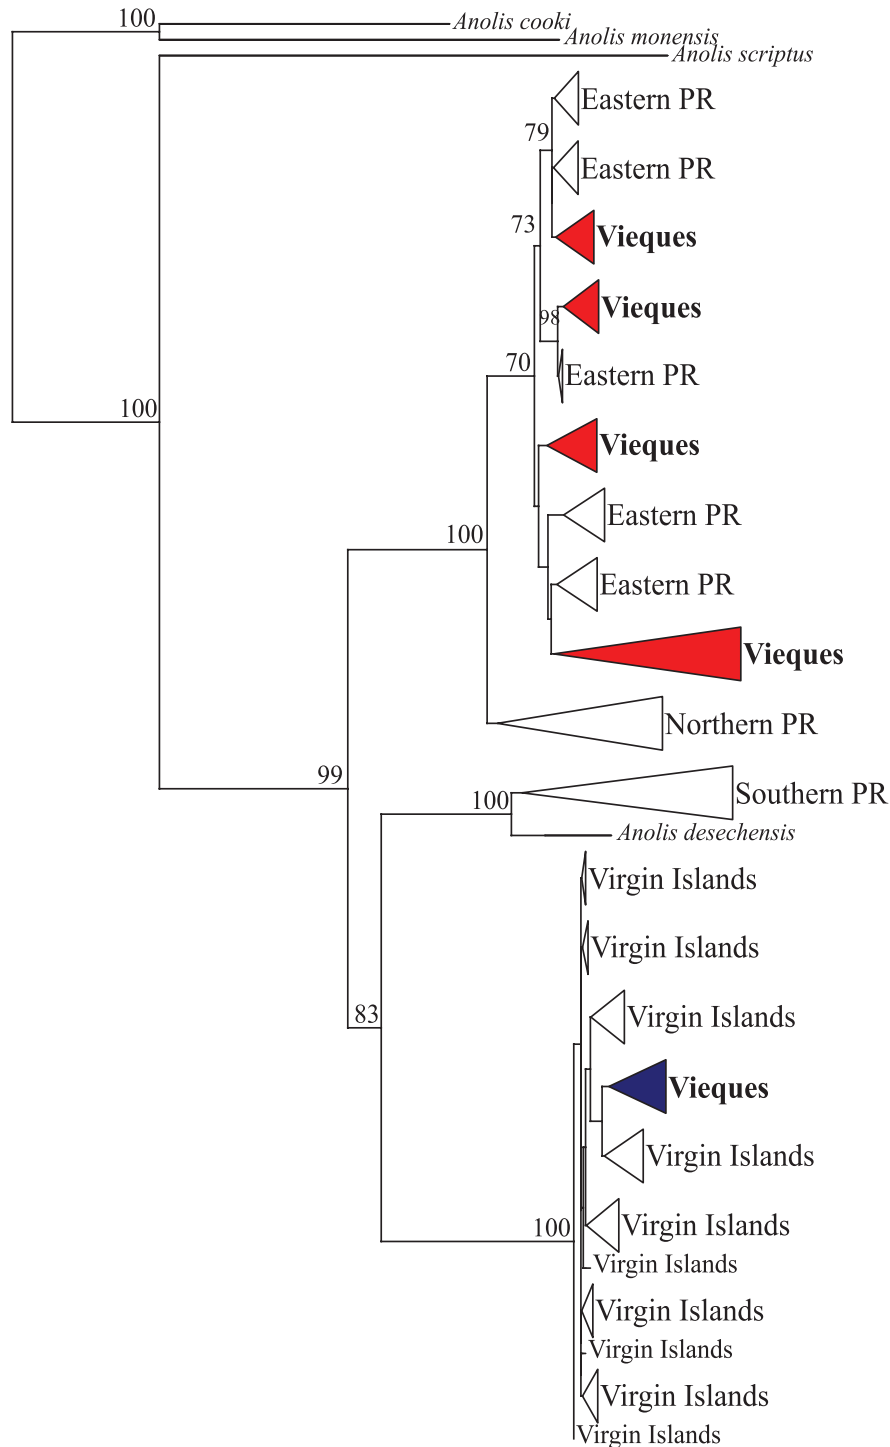 100
Anolis cooki
Anolis monensis
Anolis scriptus
Eastern PR
79
Eastern PR
73
Vieques
Vieques
98
70
Eastern PR
100
Vieques
Eastern PR
100
Eastern PR
Vieques
Northern PR
99
Southern PR
100
Anolis desechensis
Virgin Islands
Virgin Islands
83
Virgin Islands
Vieques
Virgin Islands
100
Virgin Islands
Virgin Islands
Virgin Islands
Virgin Islands
Virgin Islands
Virgin Islands